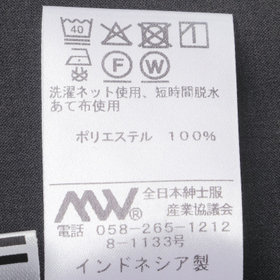 40
F W
洗濯ネット使用、短時間脱水
あて布使用
ポリエステル 100%
MW® 全日本紳士服
産業協議会
電話 058-265-1212
8-1133号
インドネシア製